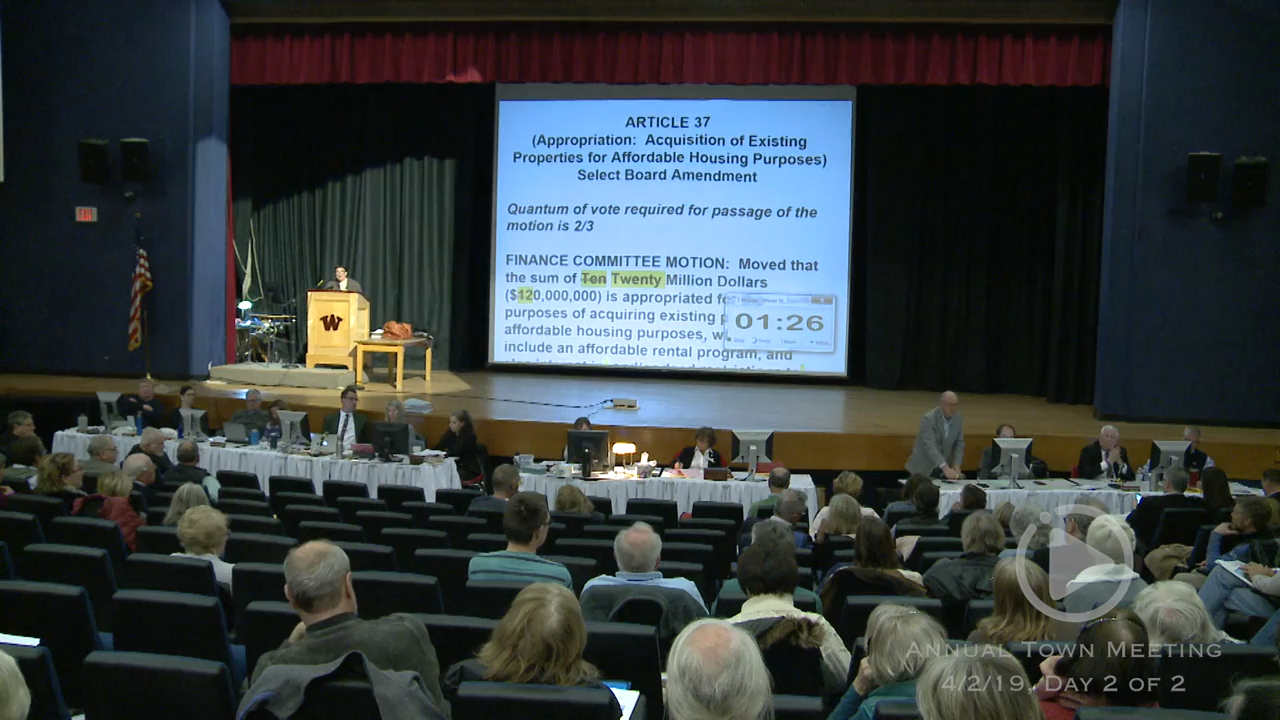 ARTICLE 37
(Appropriation: Acquisition of Existing
Properties for Affordable Housing Purposes)
Select Board Amendment
Quantum of vote required for passage of the
motion is 2/3
FINANCE COMMITTEE MOTION: Moved that
the sum of Ten Twenty Million Dollars
($120,000,000) is appropriated
purposes of acquiring existing
affordable housing purposes,
include an affordable rental program, and
01:26
W
ANNUAL TOWN MEETING
4/2/19, DAY 2 OF 2